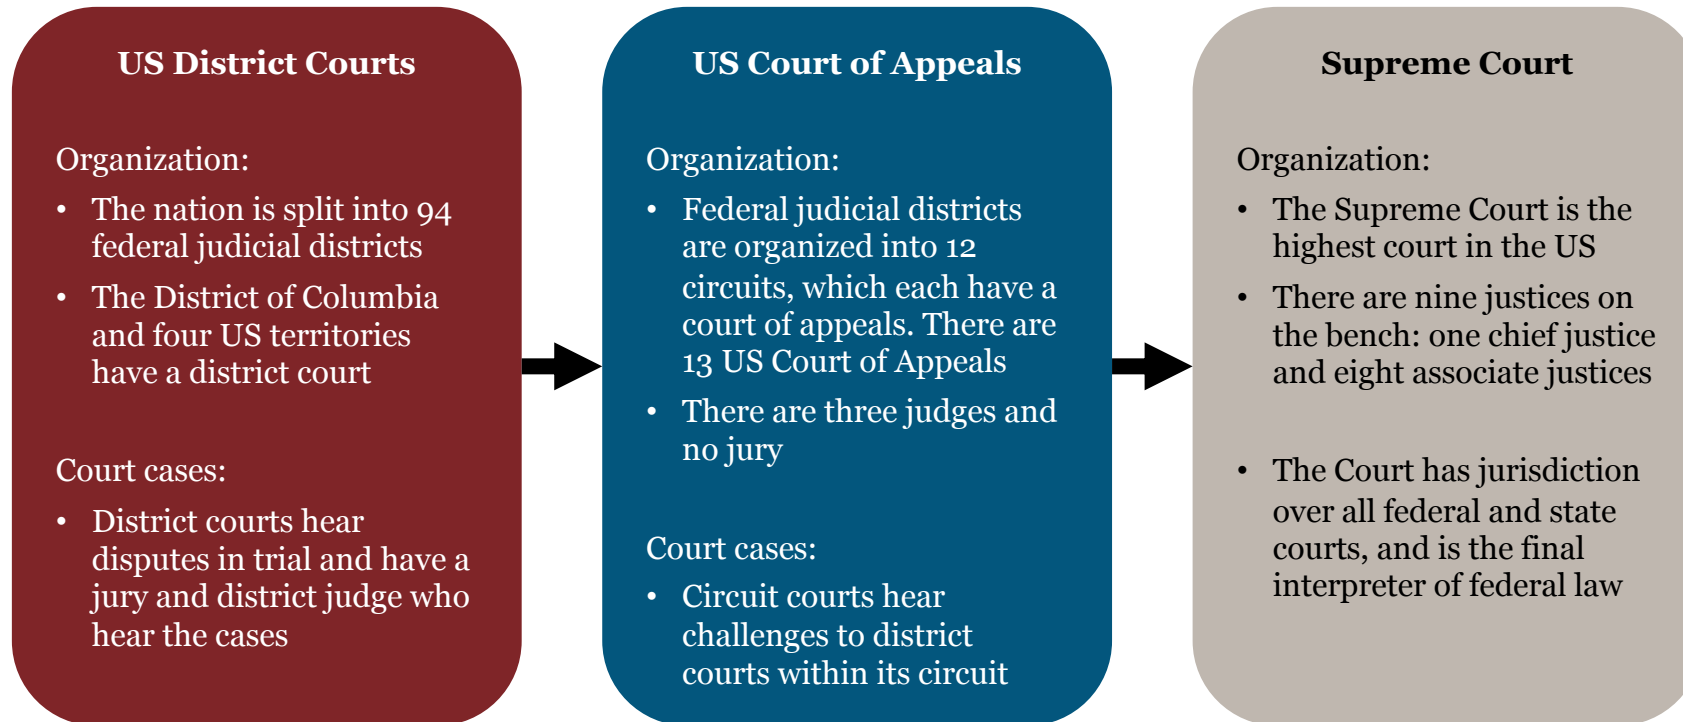 US District Courts
Organization:
• The nation is split into 94
federal judicial districts
• The District of Columbia
and four US territories
have a district court
Court cases:
• District courts hear
disputes in trial and have a
jury and district judge who
hear the cases
US Court of Appeals
Organization:
• Federal judicial districts
are organized into 12
circuits, which each have a
court of appeals. There are
13 US Court of Appeals
• There are three judges and
no jury
Court cases:
• Circuit courts hear
challenges to district
courts within its circuit
Supreme Court
Organization:
• The Supreme Court is the
highest court in the US
• There are nine justices on
the bench: one chief justice
and eight associate justices
• The Court has jurisdiction
over all federal and state
courts, and is the final
interpreter of federal law